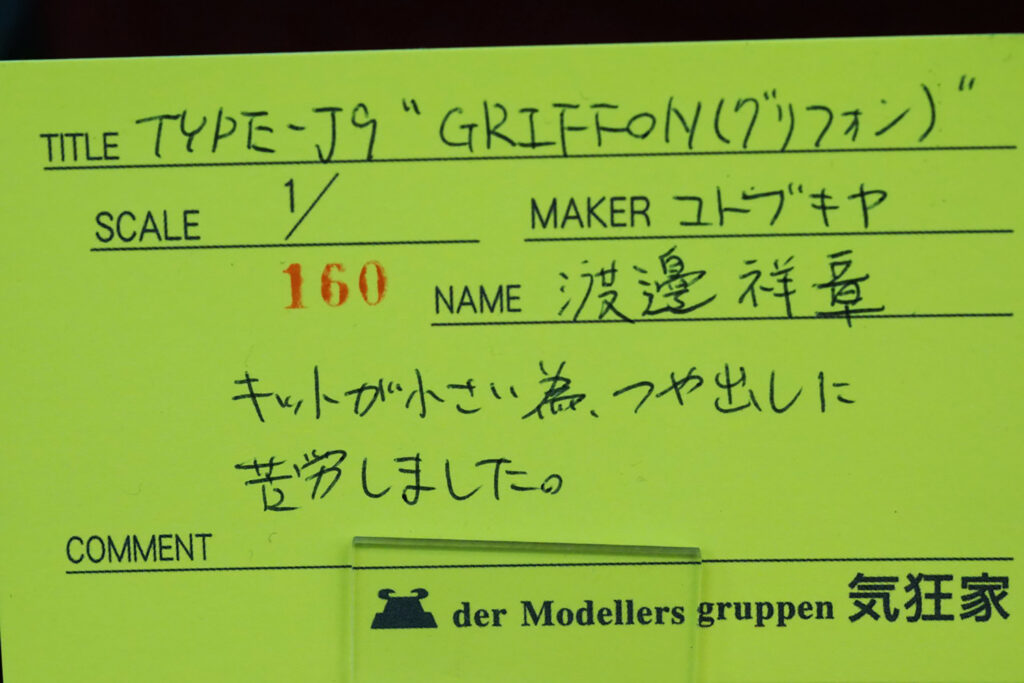 TITLE TYPE-J9 “GRIFFON(グリフォン)”
SCALE 1/
MAKER コトブキヤ
160
NAME 渡邊 祥章
キットが小さい為、つや出しに
苦労しました。
COMMENT
der Modellers gruppen 気狂家